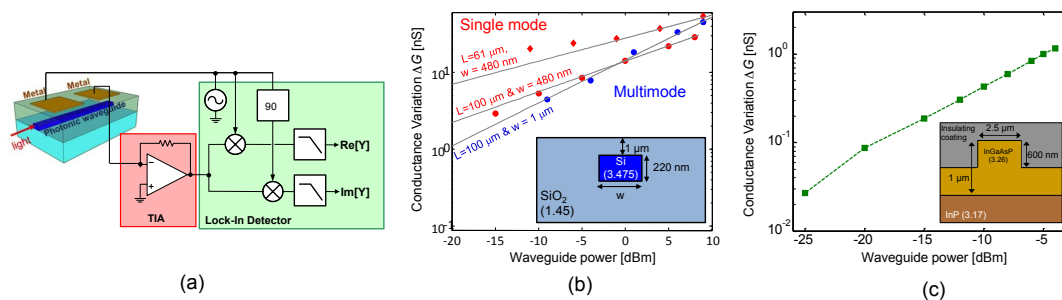 Metal
Metal
Photonic waveguide
light
90
Re[Y]
Im[Y]
TIA
Lock-In Detector
(a)
Conductance Variation Δ G [nS]
10¹
10⁰
10⁻¹
-20
-15
-10
-5
0
5
10
Waveguide power [dBm]
Single mode
L=61 μm,
w = 480 nm
L=100 μm & w = 480 nm
L=100 μm & w = 1 μm
Multimode
1 μm
Si
(3.475)
220 nm
w
SiO₂
(1.45)
(b)
Conductance Variation Δ G [nS]
10⁰
10⁻¹
10⁻²
-25
-20
-15
-10
-5
Waveguide power [dBm]
Insulating
coating
2.5 μm
InGaAsP
(3.26)
600 nm
1 μm
InP (3.17)
(c)